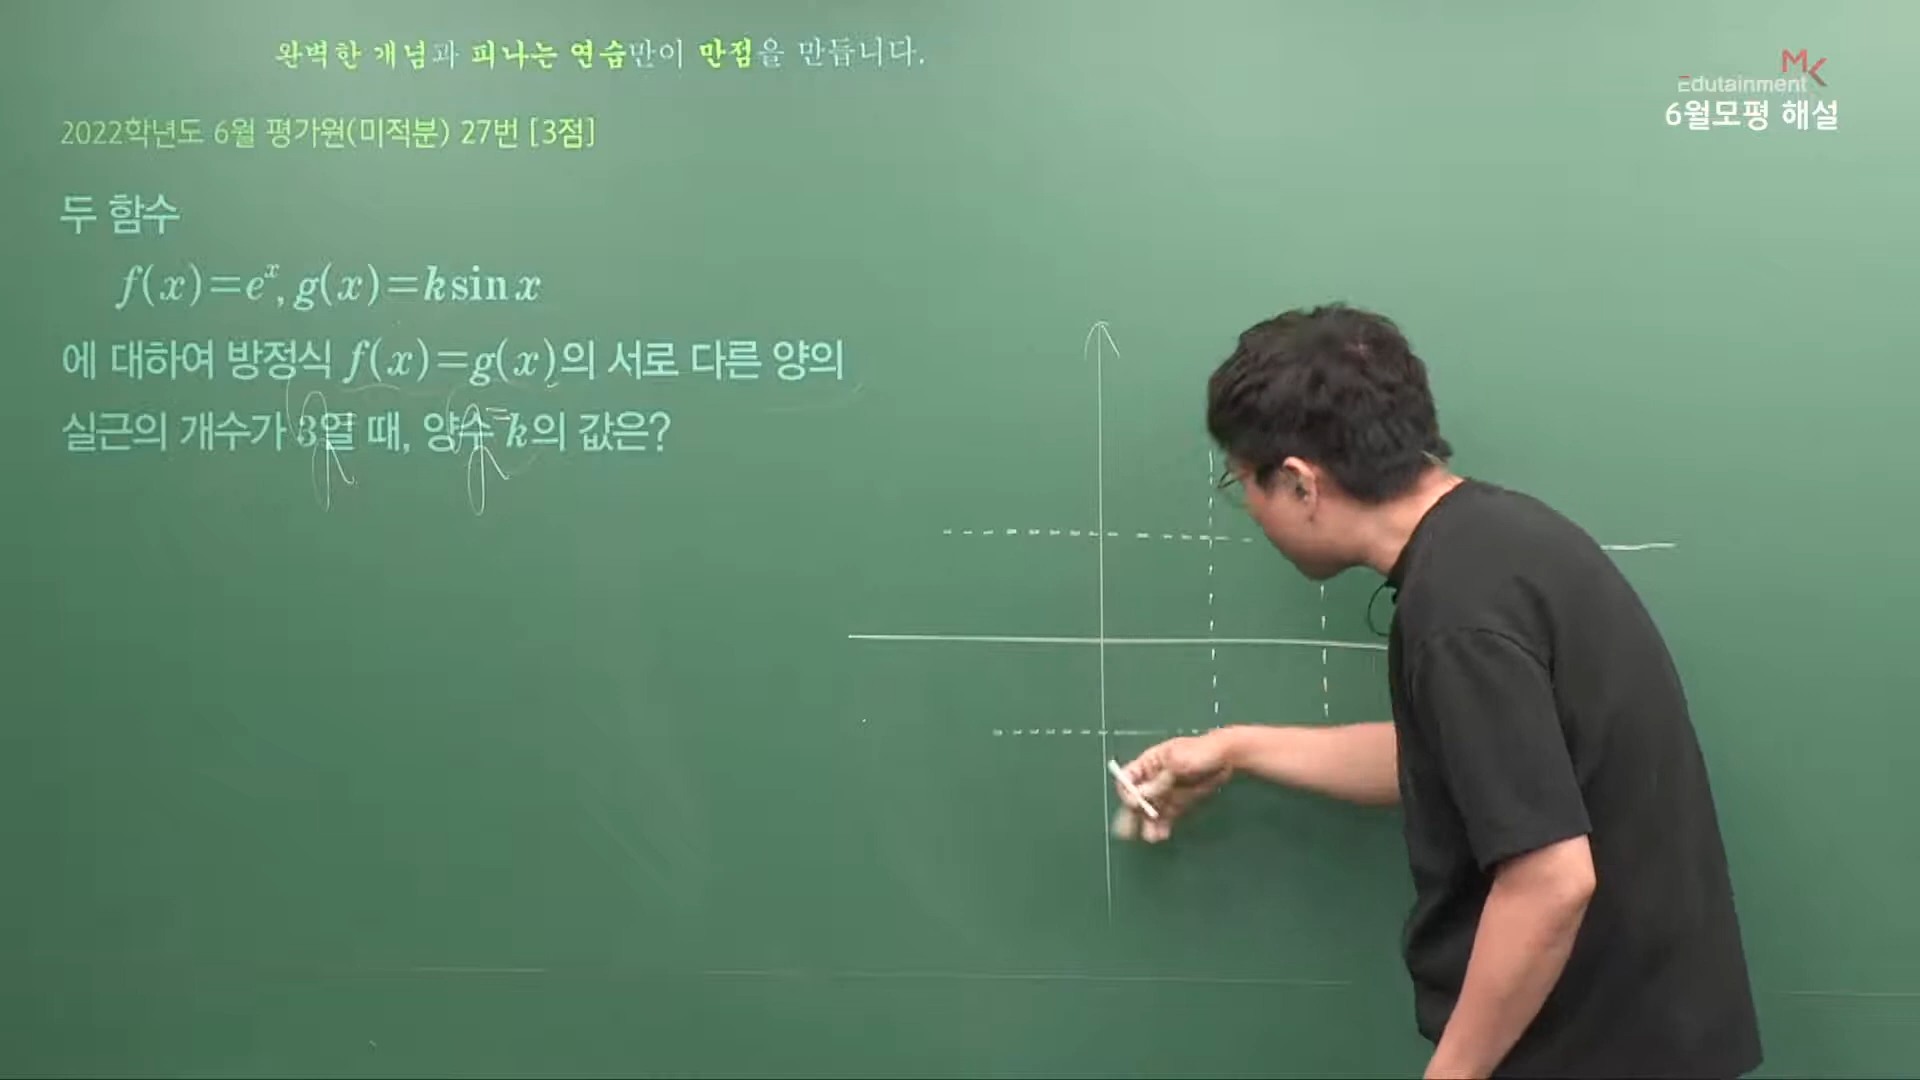 완벽한 개념과 피나는 연습만이 만점을 만듭니다.
MK
Edutainment
6월모평 해설
2022학년도 6월 평가원(미적분) 27번 [3점]
두 함수
f(x)=eˣ, g(x)=k sin x
에 대하여 방정식 f(x)=g(x)의 서로 다른 양의
실근의 개수가 3일 때, 양수 k의 값은?